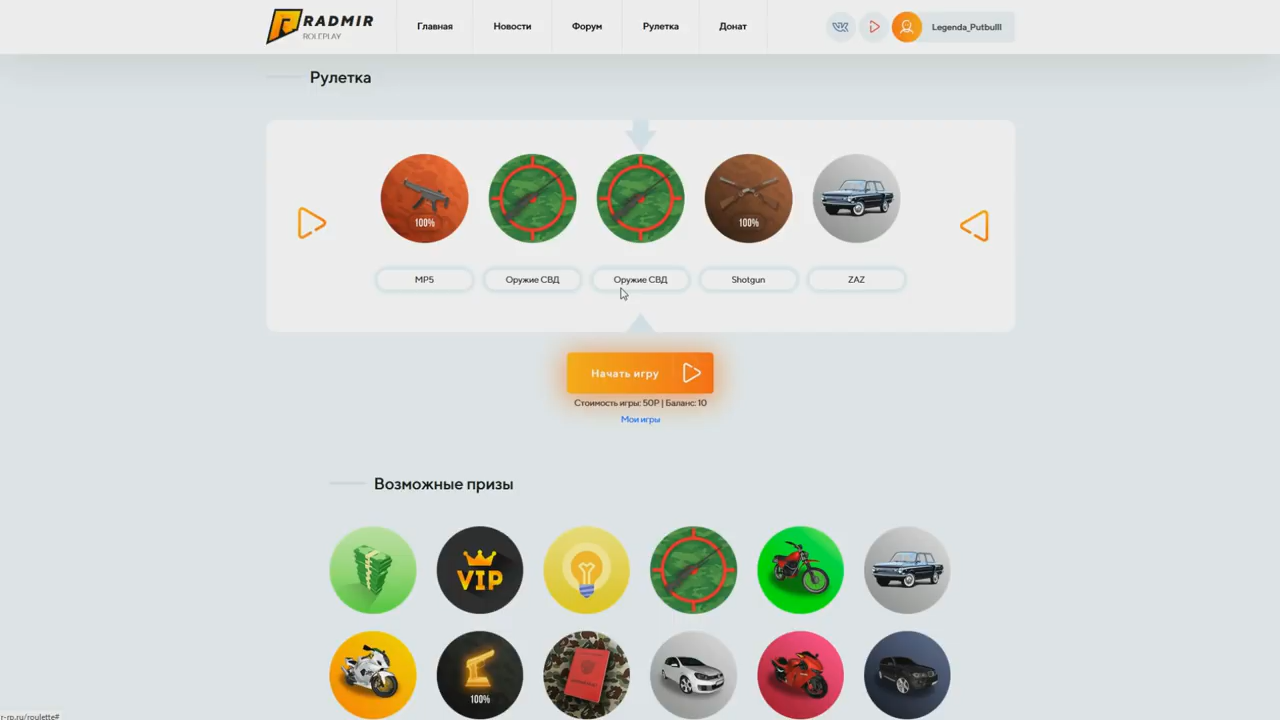 RADMIR
ROLEPLAY
Главная
Новости
Форум
Рулетка
Донат
Legenda_Putbulll
Рулетка
100%
100%
MP5
Оружие СВД
Оружие СВД
Shotgun
ZAZ
Начать игру
Стоимость игры: 50Р | Баланс: 10
Мои игры
Возможные призы
VIP
100%
r-rp.ru/roulette#